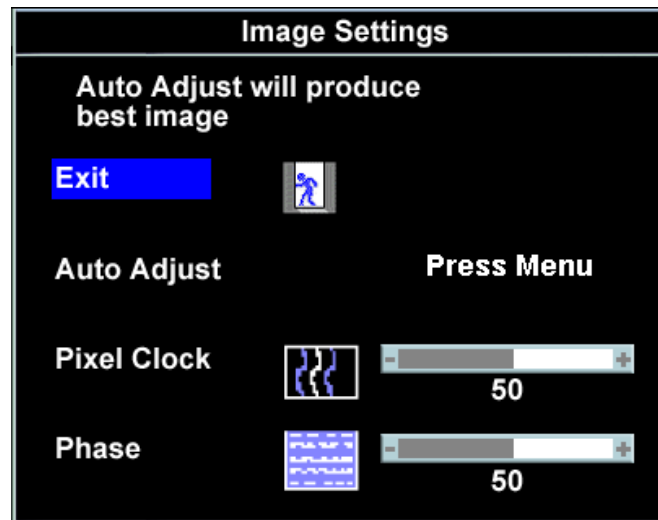 Image Settings
Auto Adjust will produce
best image
Exit
Auto Adjust Press Menu
Pixel Clock - +
50
Phase - +
50